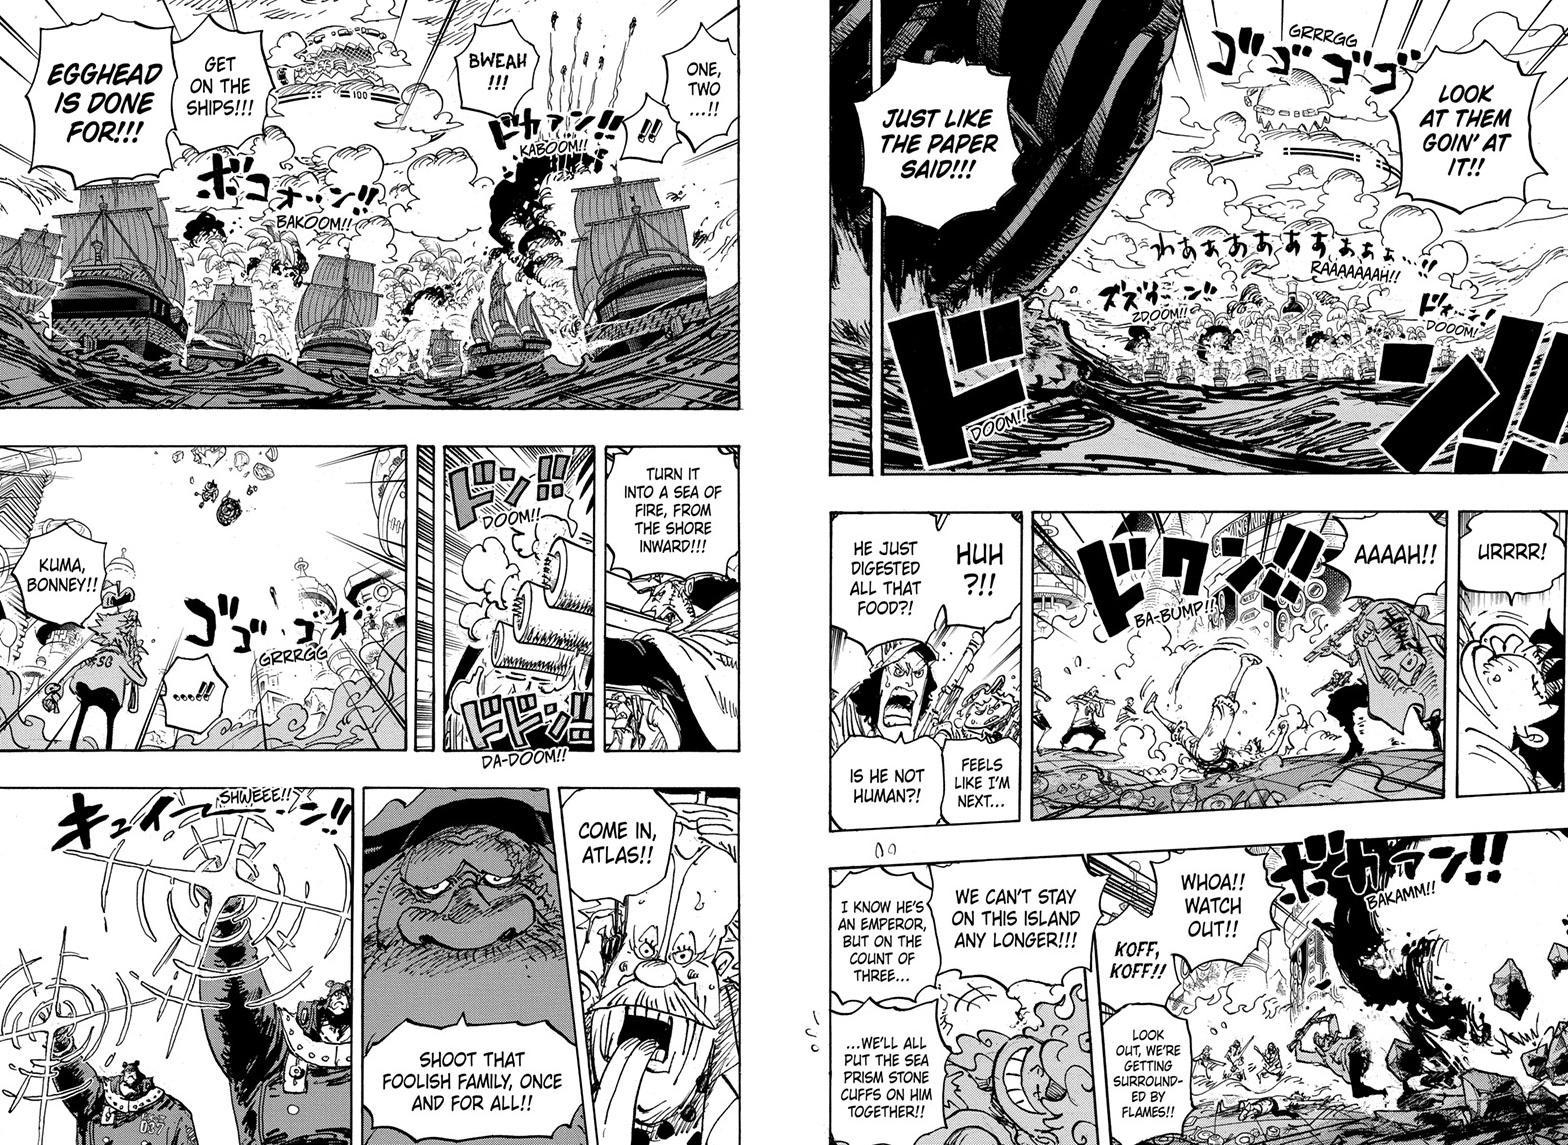 LOOK
AT THEM
GOIN' AT
IT!!
ゴゴゴゴ
GRRRGG
JUST LIKE
THE PAPER
SAID!!!
わあぁあぁあぁぁぁ…!!
RAAAAAAAH!!
ドォーン!
DOOOM!
ズズゥーン!!
ZDOOM!!
ド
ン!!
DOOM!!
URRRR!
AAAAH!!
ドクン!!
BA-BUMP!!
HUH
?!!
HE JUST
DIGESTED
ALL THAT
FOOD?!
FEELS
LIKE I'M
NEXT...
IS HE NOT
HUMAN?!
ボカァン!!
BAKAMM!!
WHOA!!
WATCH
OUT!!
KOFF,
KOFF!!
LOOK
OUT, WE'RE
GETTING
SURROUND-
ED BY
FLAMES!!
WE CAN'T STAY
ON THIS ISLAND
ANY LONGER!!!
I KNOW HE'S
AN EMPEROR,
BUT ON THE
COUNT OF
THREE...
...WE'LL ALL
PUT THE SEA
PRISM STONE
CUFFS ON HIM
TOGETHER!!
ONE,
TWO
...!!
!!
BWEAH
!!!
ドカァン!!
KABOOM!!
100
GET
ON THE
SHIPS!!!
EGGHEAD
IS DONE
FOR!!!
ボコォォン!!
BAKOOM!!
TURN IT
INTO A SEA OF
FIRE, FROM
THE SHORE
INWARD!!!
ドン!!
DOOM!!
ドドン!!
DA-DOOM!!
ゴゴ・ゴォ・
GRRRGG
KUMA,
BONNEY!!
....!!
SG
COME IN,
ATLAS!!
SHOOT THAT
FOOLISH FAMILY, ONCE
AND FOR ALL!!
キュイーーーン!!
SHWEEE!!
037